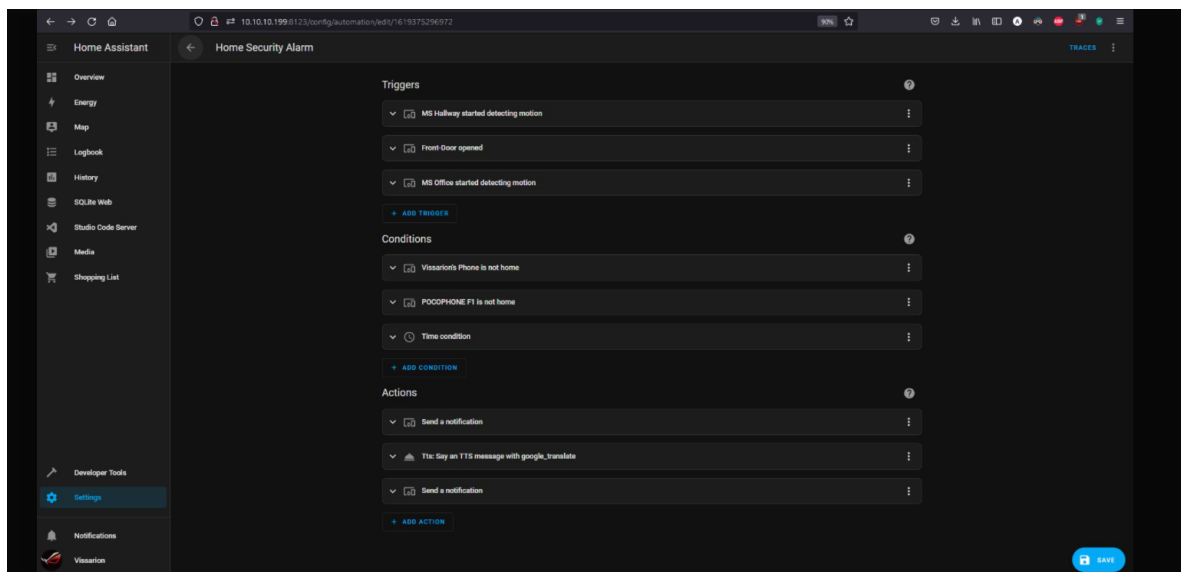 10.10.10.199:8123/config/automation/edit/1619375296972
90%
Home Assistant
Home Security Alarm
TRACES
Overview
Energy
Map
Logbook
History
SQLite Web
Studio Code Server
Media
Shopping List
Developer Tools
Settings
Notifications
Vissarion
Triggers
MS Hallway started detecting motion
Front-Door opened
MS Office started detecting motion
+ ADD TRIGGER
Conditions
Vissarion's Phone is not home
POCOPHONE F1 is not home
Time condition
+ ADD CONDITION
Actions
Send a notification
Tts: Say an TTS message with google_translate
Send a notification
+ ADD ACTION
SAVE